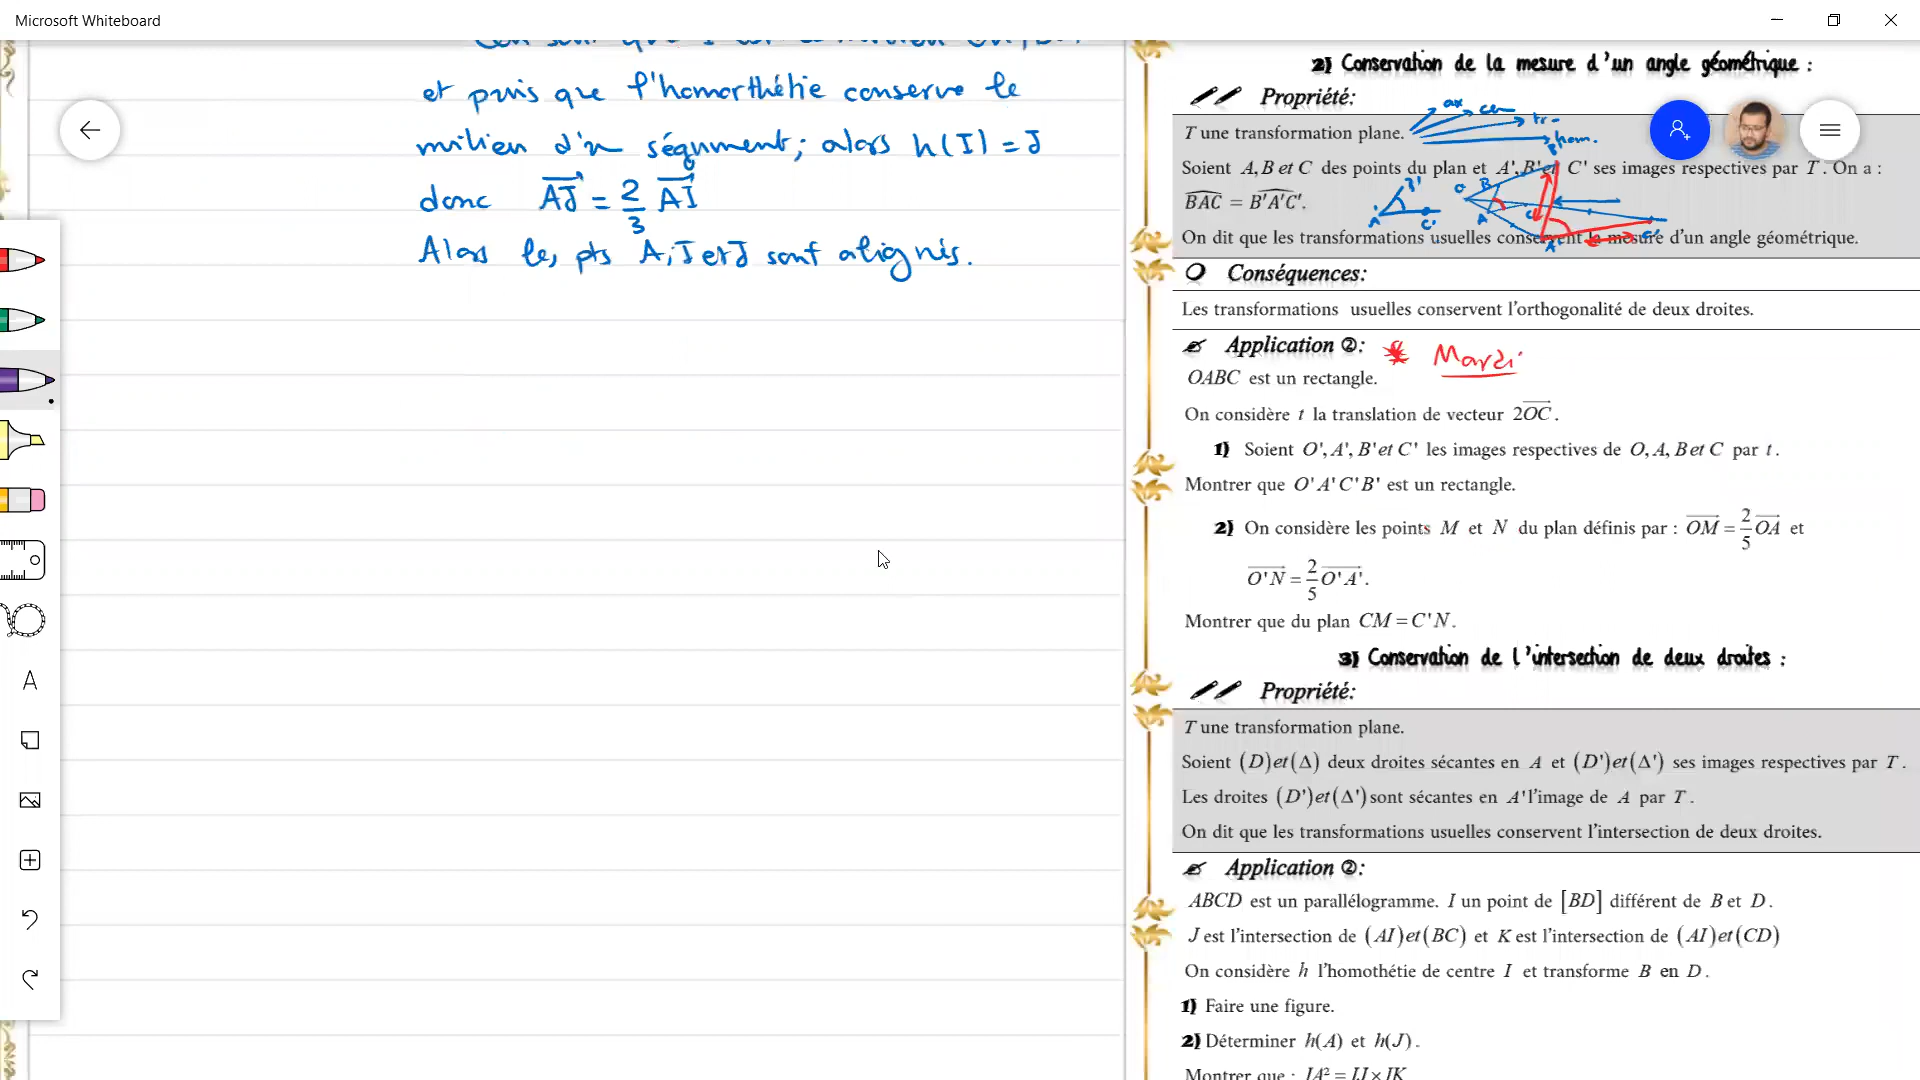 Microsoft Whiteboard
et puis que l'homorthétie conserve le
milieu d'un ségment; alors h(I) = J
donc AJ = 2/3 AI
Alors les pts A, I et J sont alignés.
2) Conservation de la mesure d'un angle géométrique :
Propriété:
T une transformation plane.
Soient A, B et C des points du plan et A', B' et C' ses images respectives par T. On a :
BAC = B'A'C'.
On dit que les transformations usuelles conservent la mesure d'un angle géométrique.
Conséquences:
Les transformations usuelles conservent l'orthogonalité de deux droites.
Application ②: Mardi
OABC est un rectangle.
On considère t la translation de vecteur 2OC.
1) Soient O', A', B' et C' les images respectives de O, A, B et C par t.
Montrer que O'A'C'B' est un rectangle.
2) On considère les points M et N du plan définis par : OM = 2/5 OA et
O'N = 2/5 O'A'.
Montrer que du plan CM = C'N.
3) Conservation de l'intersection de deux droites :
Propriété:
T une transformation plane.
Soient (D) et (Δ) deux droites sécantes en A et (D') et (Δ') ses images respectives par T.
Les droites (D') et (Δ') sont sécantes en A' l'image de A par T.
On dit que les transformations usuelles conservent l'intersection de deux droites.
Application ②:
ABCD est un parallélogramme. I un point de [BD] différent de B et D.
J est l'intersection de (AI) et (BC) et K est l'intersection de (AI) et (CD)
On considère h l'homothétie de centre I et transforme B en D.
1) Faire une figure.
2) Déterminer h(A) et h(J).
Montrer que : IA² = IJ × IK